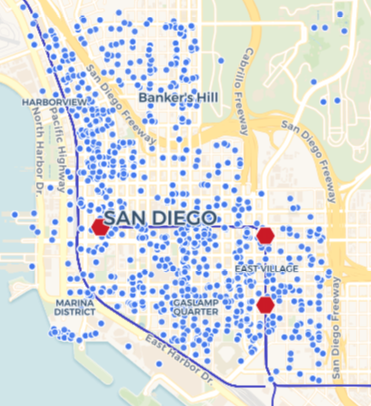 Banker's Hill
Cabrillo Freeway
San Diego Freeway
HARBORVIEW
North Harbor Dr
Pacific Highway
San Diego Freeway
SAN DIEGO
EAST VILLAGE
MARINA
DISTRICT
GASLAMP
QUARTER
East Harbor Dr.
San Diego Freeway